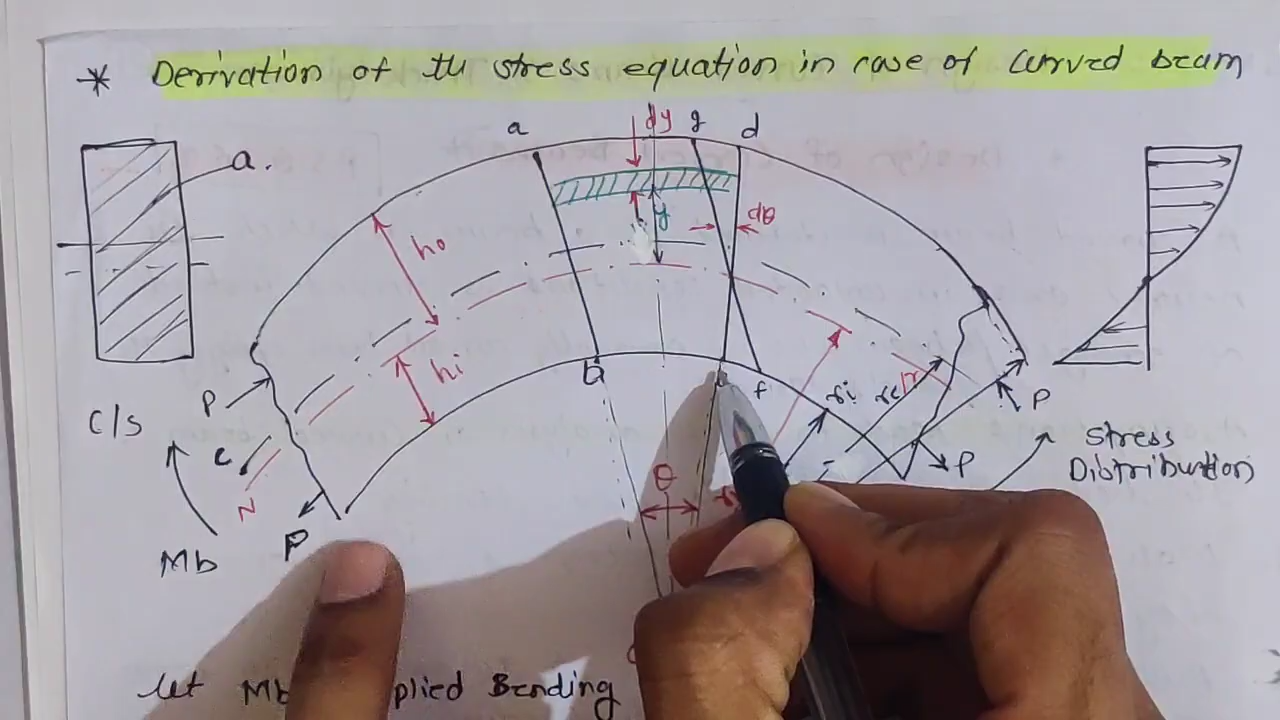 * Derivation of the stress equation in case of Curved beam
a dy g d
a.
y dθ
ho
hi
b f ri rc r
P P
C/S
c P
N
θ
Stress
Distribution
Mb P
Let Mb plied Bending